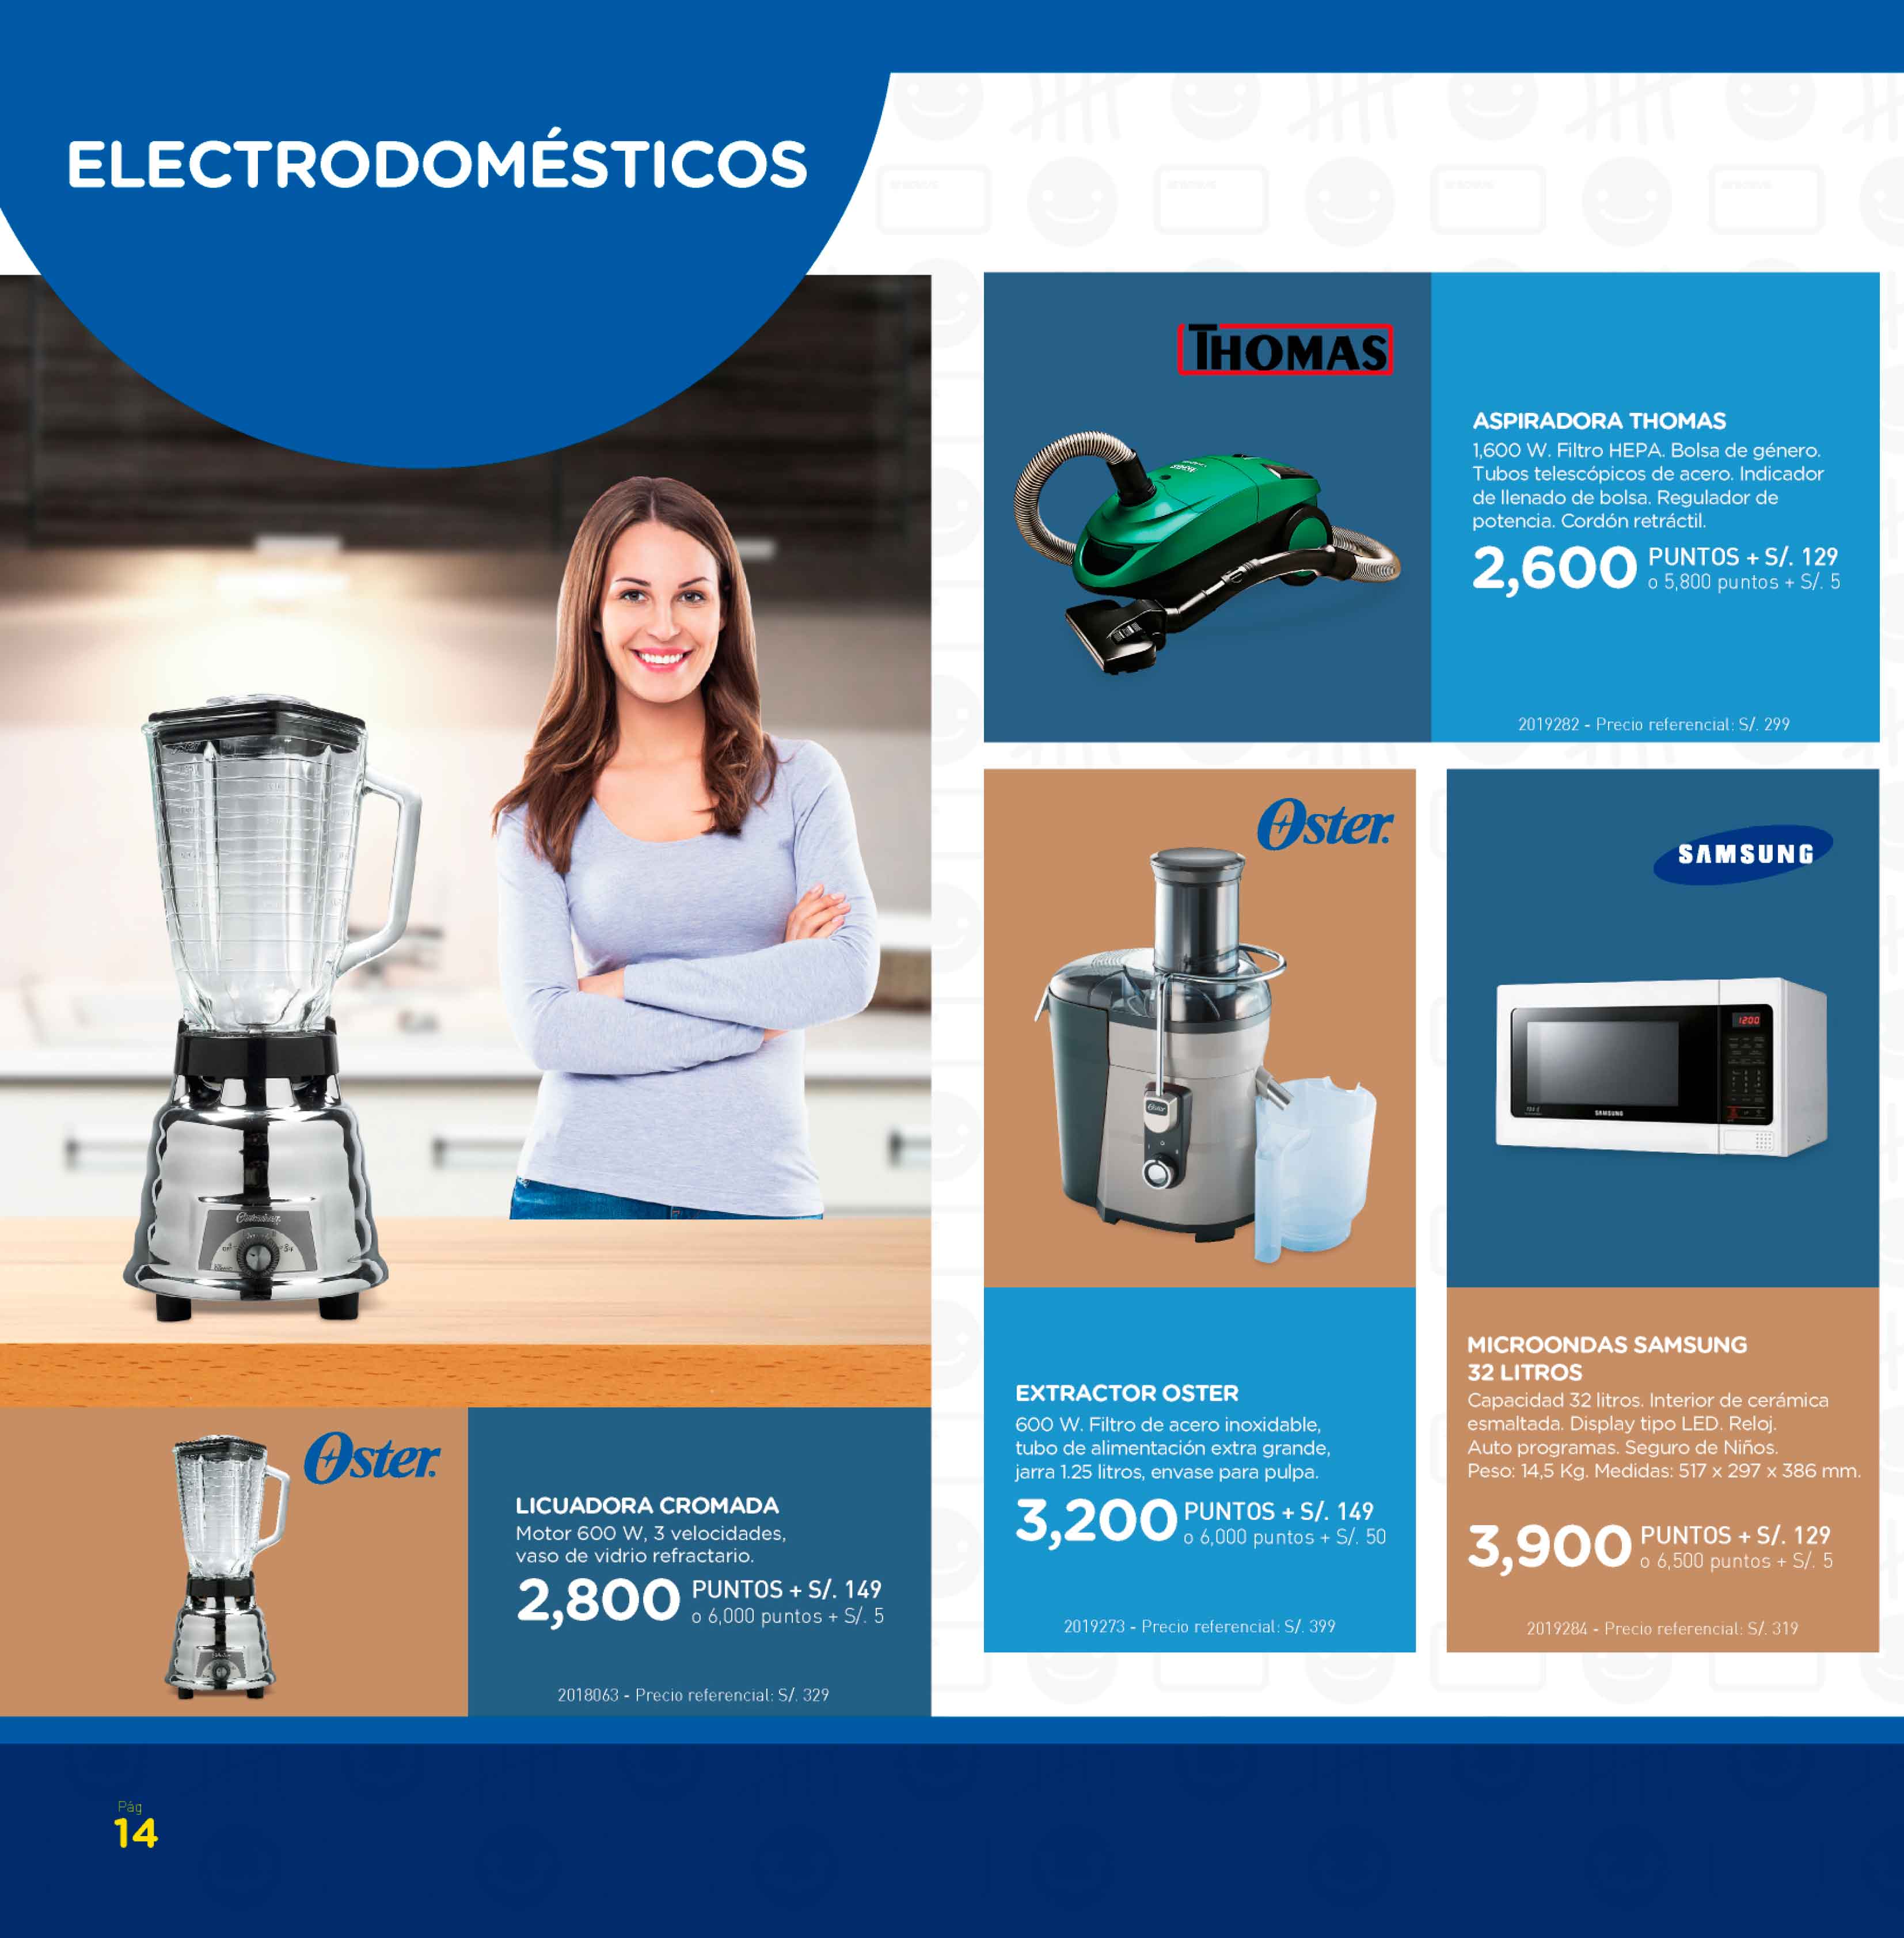 ELECTRODOMÉSTICOS
THOMAS
ASPIRADORA THOMAS
1,600 W. Filtro HEPA. Bolsa de género.
Tubos telescópicos de acero. Indicador
de llenado de bolsa. Regulador de
potencia. Cordón retráctil.
2,600 PUNTOS + S/. 129
o 5,800 puntos + S/. 5
2019282 - Precio referencial: S/. 299
Oster.
EXTRACTOR OSTER
600 W. Filtro de acero inoxidable,
tubo de alimentación extra grande,
jarra 1.25 litros, envase para pulpa.
3,200 PUNTOS + S/. 149
o 6,000 puntos + S/. 50
2019273 - Precio referencial: S/. 399
SAMSUNG
1200
SAMSUNG
MICROONDAS SAMSUNG
32 LITROS
Capacidad 32 litros. Interior de cerámica
esmaltada. Display tipo LED. Reloj.
Auto programas. Seguro de Niños.
Peso: 14,5 Kg. Medidas: 517 x 297 x 386 mm.
3,900 PUNTOS + S/. 129
o 6,500 puntos + S/. 5
2019284 - Precio referencial: S/. 319
Oster.
LICUADORA CROMADA
Motor 600 W, 3 velocidades,
vaso de vidrio refractario.
2,800 PUNTOS + S/. 149
o 6,000 puntos + S/. 5
2018063 - Precio referencial: S/. 329
Pág
14